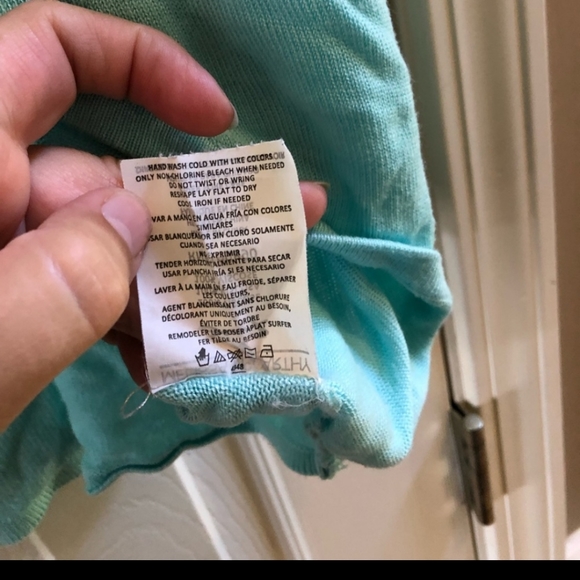 HAND WASH COLD WITH LIKE COLORS
ONLY NON-CHLORINE BLEACH WHEN NEEDED
DO NOT TWIST OR WRING
RESHAPE LAY FLAT TO DRY
COOL IRON IF NEEDED
VAR A MANO EN AGUA FRÍA CON COLORES
SIMILARES
USAR BLANQUEADOR SIN CLORO SOLAMENTE
CUANDO SEA NECESARIO
TENDER HORIZONTALMENTE PARA SECAR
USAR PLANCHA FRÍA SI ES NECESARIO
LAVER À LA MAIN EN EAU FROIDE, SÉPARER
LES COULEURS,
AGENT BLANCHISSANT SANS CHLORURE
DÉCOLORANT UNIQUEMENT AU BESOIN,
ÉVITER DE TORDRE
REMODELER LES POSER À PLAT SURFER
FER TIÈDE AU BESOIN